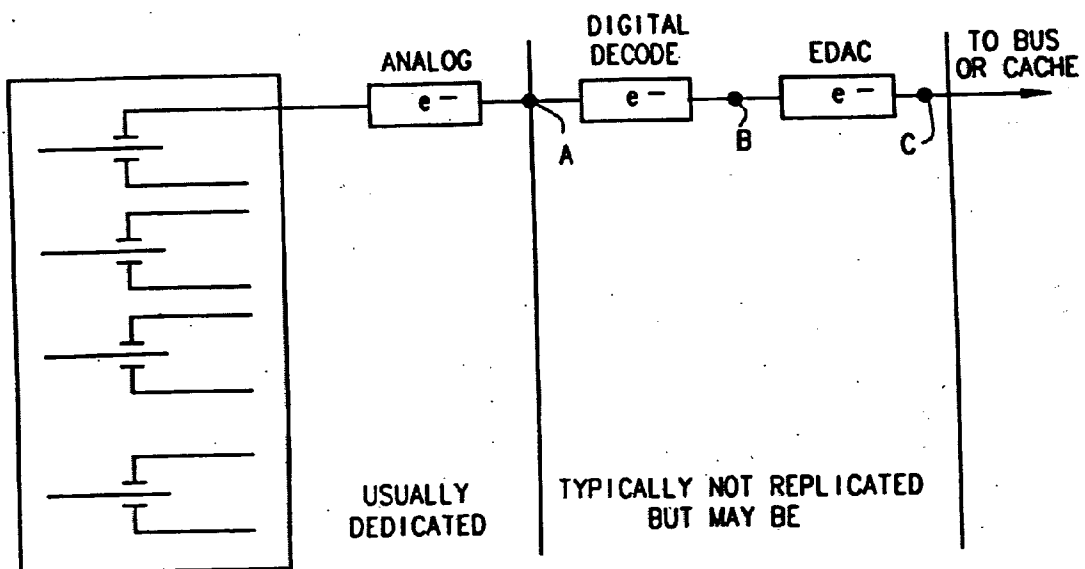 ANALOG
e-
DIGITAL
DECODE
e-
EDAC
e-
TO BUS
OR CACHE
A
B
C
USUALLY
DEDICATED
TYPICALLY NOT REPLICATED
BUT MAY BE